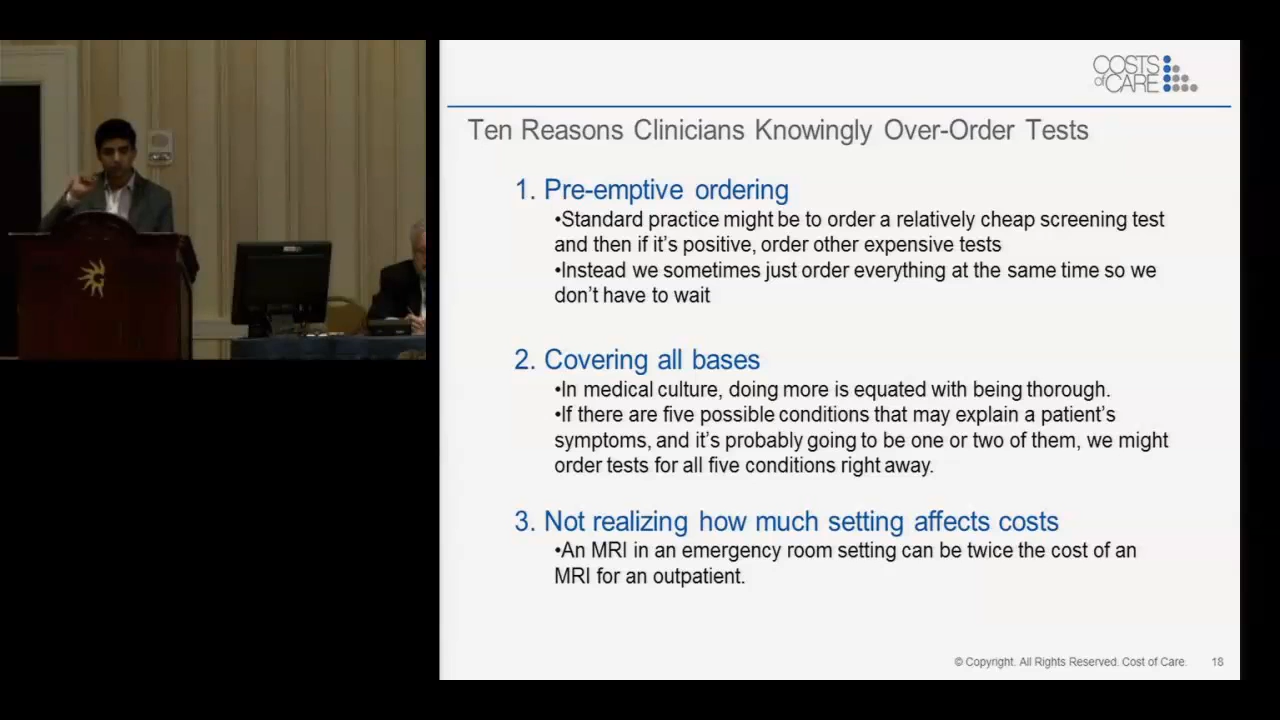 COSTS
of CARE
Ten Reasons Clinicians Knowingly Over-Order Tests
1. Pre-emptive ordering
•Standard practice might be to order a relatively cheap screening test
and then if it's positive, order other expensive tests
•Instead we sometimes just order everything at the same time so we
don't have to wait
2. Covering all bases
•In medical culture, doing more is equated with being thorough.
•If there are five possible conditions that may explain a patient's
symptoms, and it's probably going to be one or two of them, we might
order tests for all five conditions right away.
3. Not realizing how much setting affects costs
•An MRI in an emergency room setting can be twice the cost of an
MRI for an outpatient.
© Copyright. All Rights Reserved. Cost of Care. 18